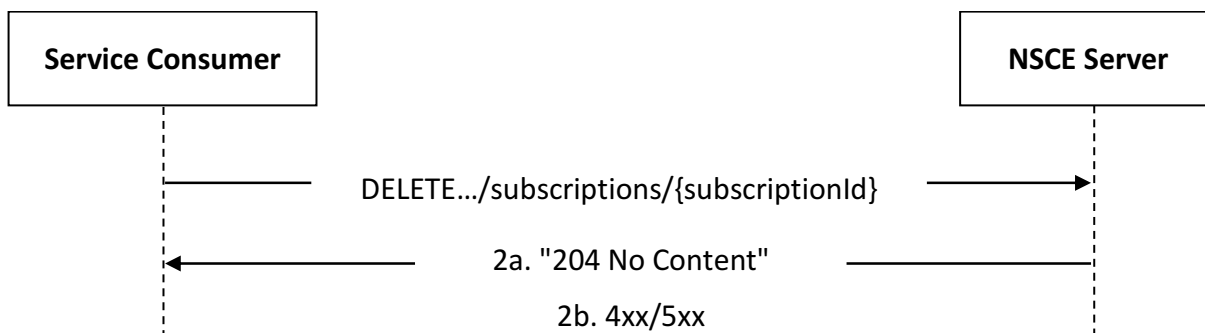 Service Consumer
NSCE Server
DELETE…/subscriptions/{subscriptionId}
2a. "204 No Content"
2b. 4xx/5xx